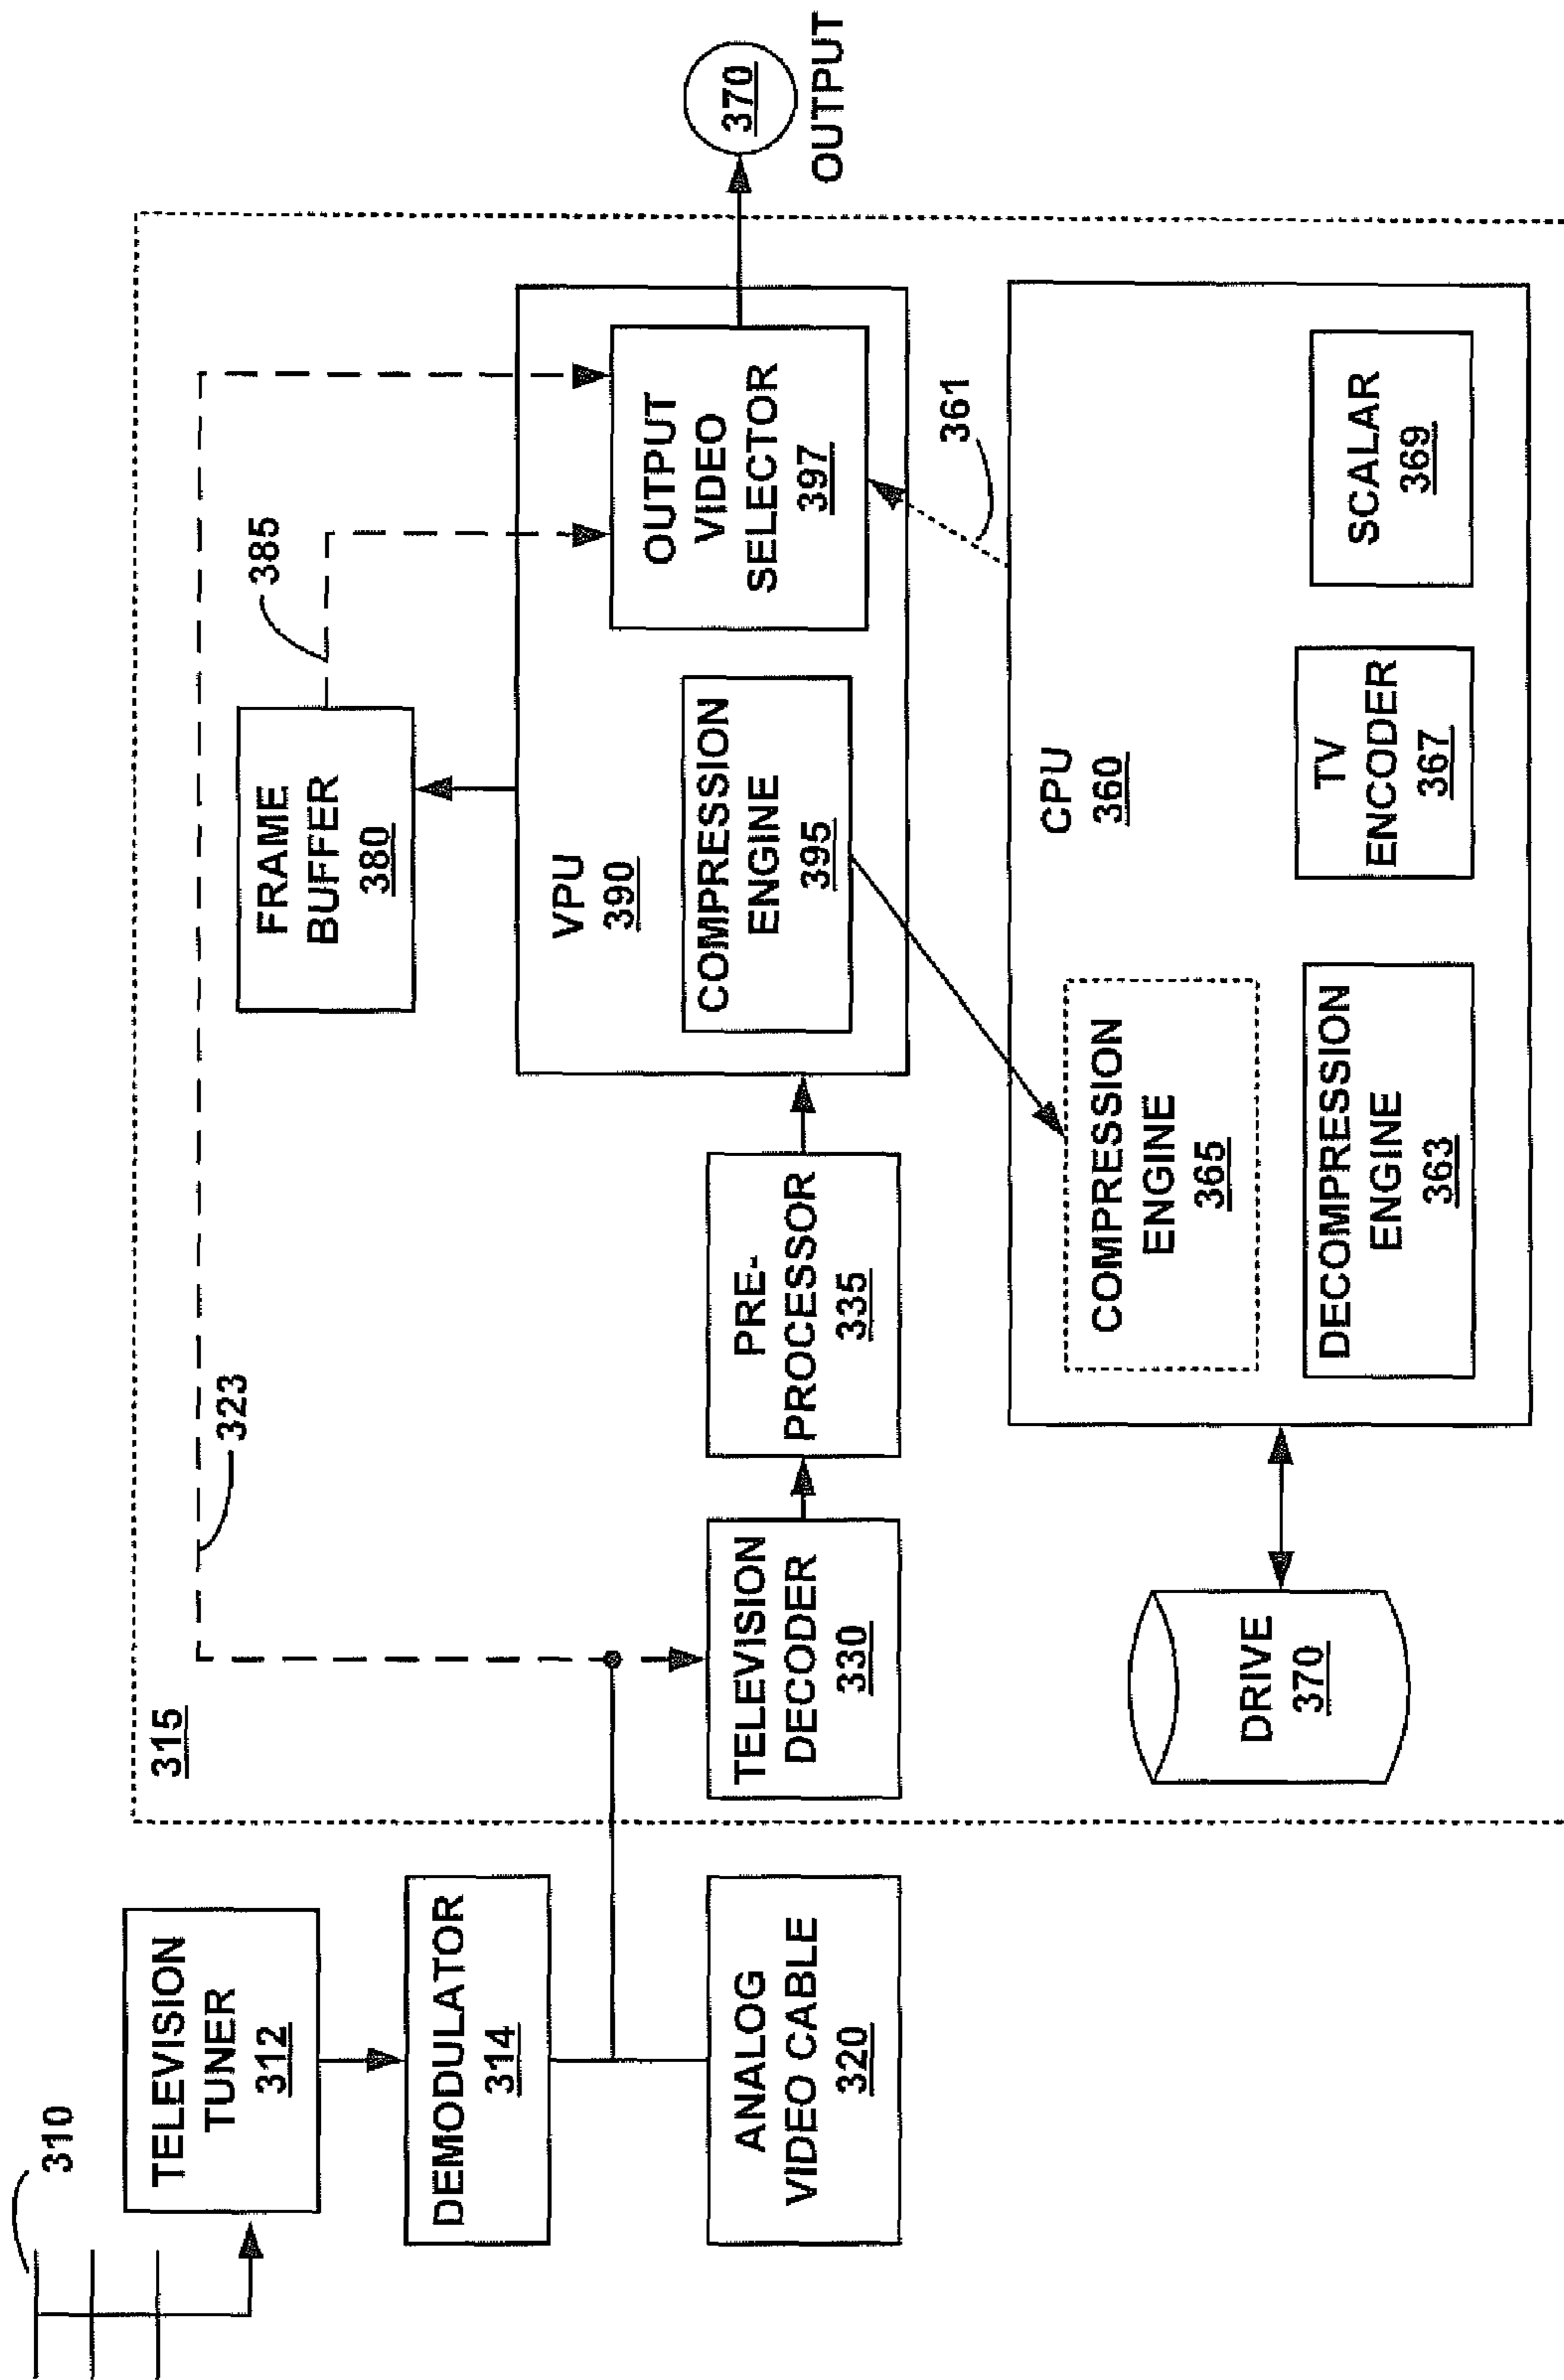 310
TELEVISION
TUNER
312
DEMODULATOR
314
ANALOG
VIDEO CABLE
320
315
323
TELEVISION
DECODER
330
PRE-
PROCESSOR
335
FRAME
BUFFER
380
385
VPU
390
COMPRESSION
ENGINE
395
OUTPUT
VIDEO
SELECTOR
397
370
OUTPUT
361
DRIVE
370
CPU
360
COMPRESSION
ENGINE
365
DECOMPRESSION
ENGINE
363
TV
ENCODER
367
SCALAR
369